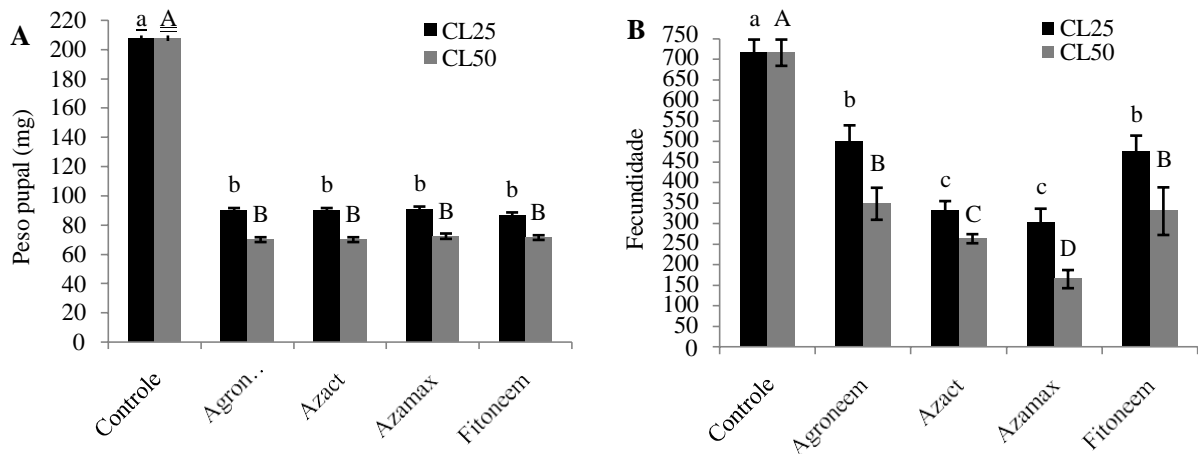 A
a A
CL25
CL50
Peso pupal (mg)
220
200
180
160
140
120
100
80
60
40
20
0
b B b B b B b B
Controle
Agron…
Azact
Azamax
Fitoneem
B
a A
CL25
CL50
Fecundidade
750
700
650
600
550
500
450
400
350
300
250
200
150
100
50
0
b B c C c D b B
Controle
Agroneem
Azact
Azamax
Fitoneem